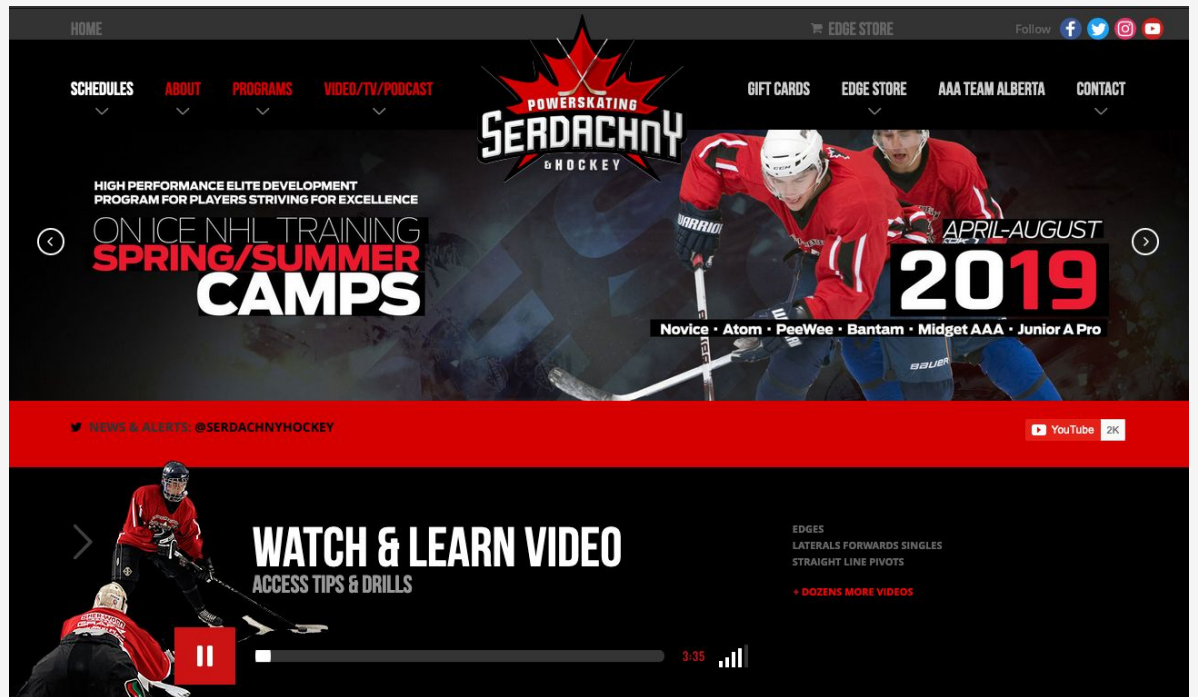 HOME
EDGE STORE
Follow
SCHEDULES
ABOUT
PROGRAMS
VIDEO/TV/PODCAST
POWERSKATING
SERDACHNY
& HOCKEY
GIFT CARDS
EDGE STORE
AAA TEAM ALBERTA
CONTACT
HIGH PERFORMANCE ELITE DEVELOPMENT
PROGRAM FOR PLAYERS STRIVING FOR EXCELLENCE
ON ICE NHL TRAINING
SPRING/SUMMER
CAMPS
CCM
WARRIOR
APRIL-AUGUST
2019
Novice • Atom • PeeWee • Bantam • Midget AAA • Junior A Pro
BAUER
NEWS & ALERTS: @SERDACHNYHOCKEY
YouTube 2K
WATCH & LEARN VIDEO
ACCESS TIPS & DRILLS
EDGES
LATERALS FORWARDS SINGLES
STRAIGHT LINE PIVOTS
+ DOZENS MORE VIDEOS
3:35